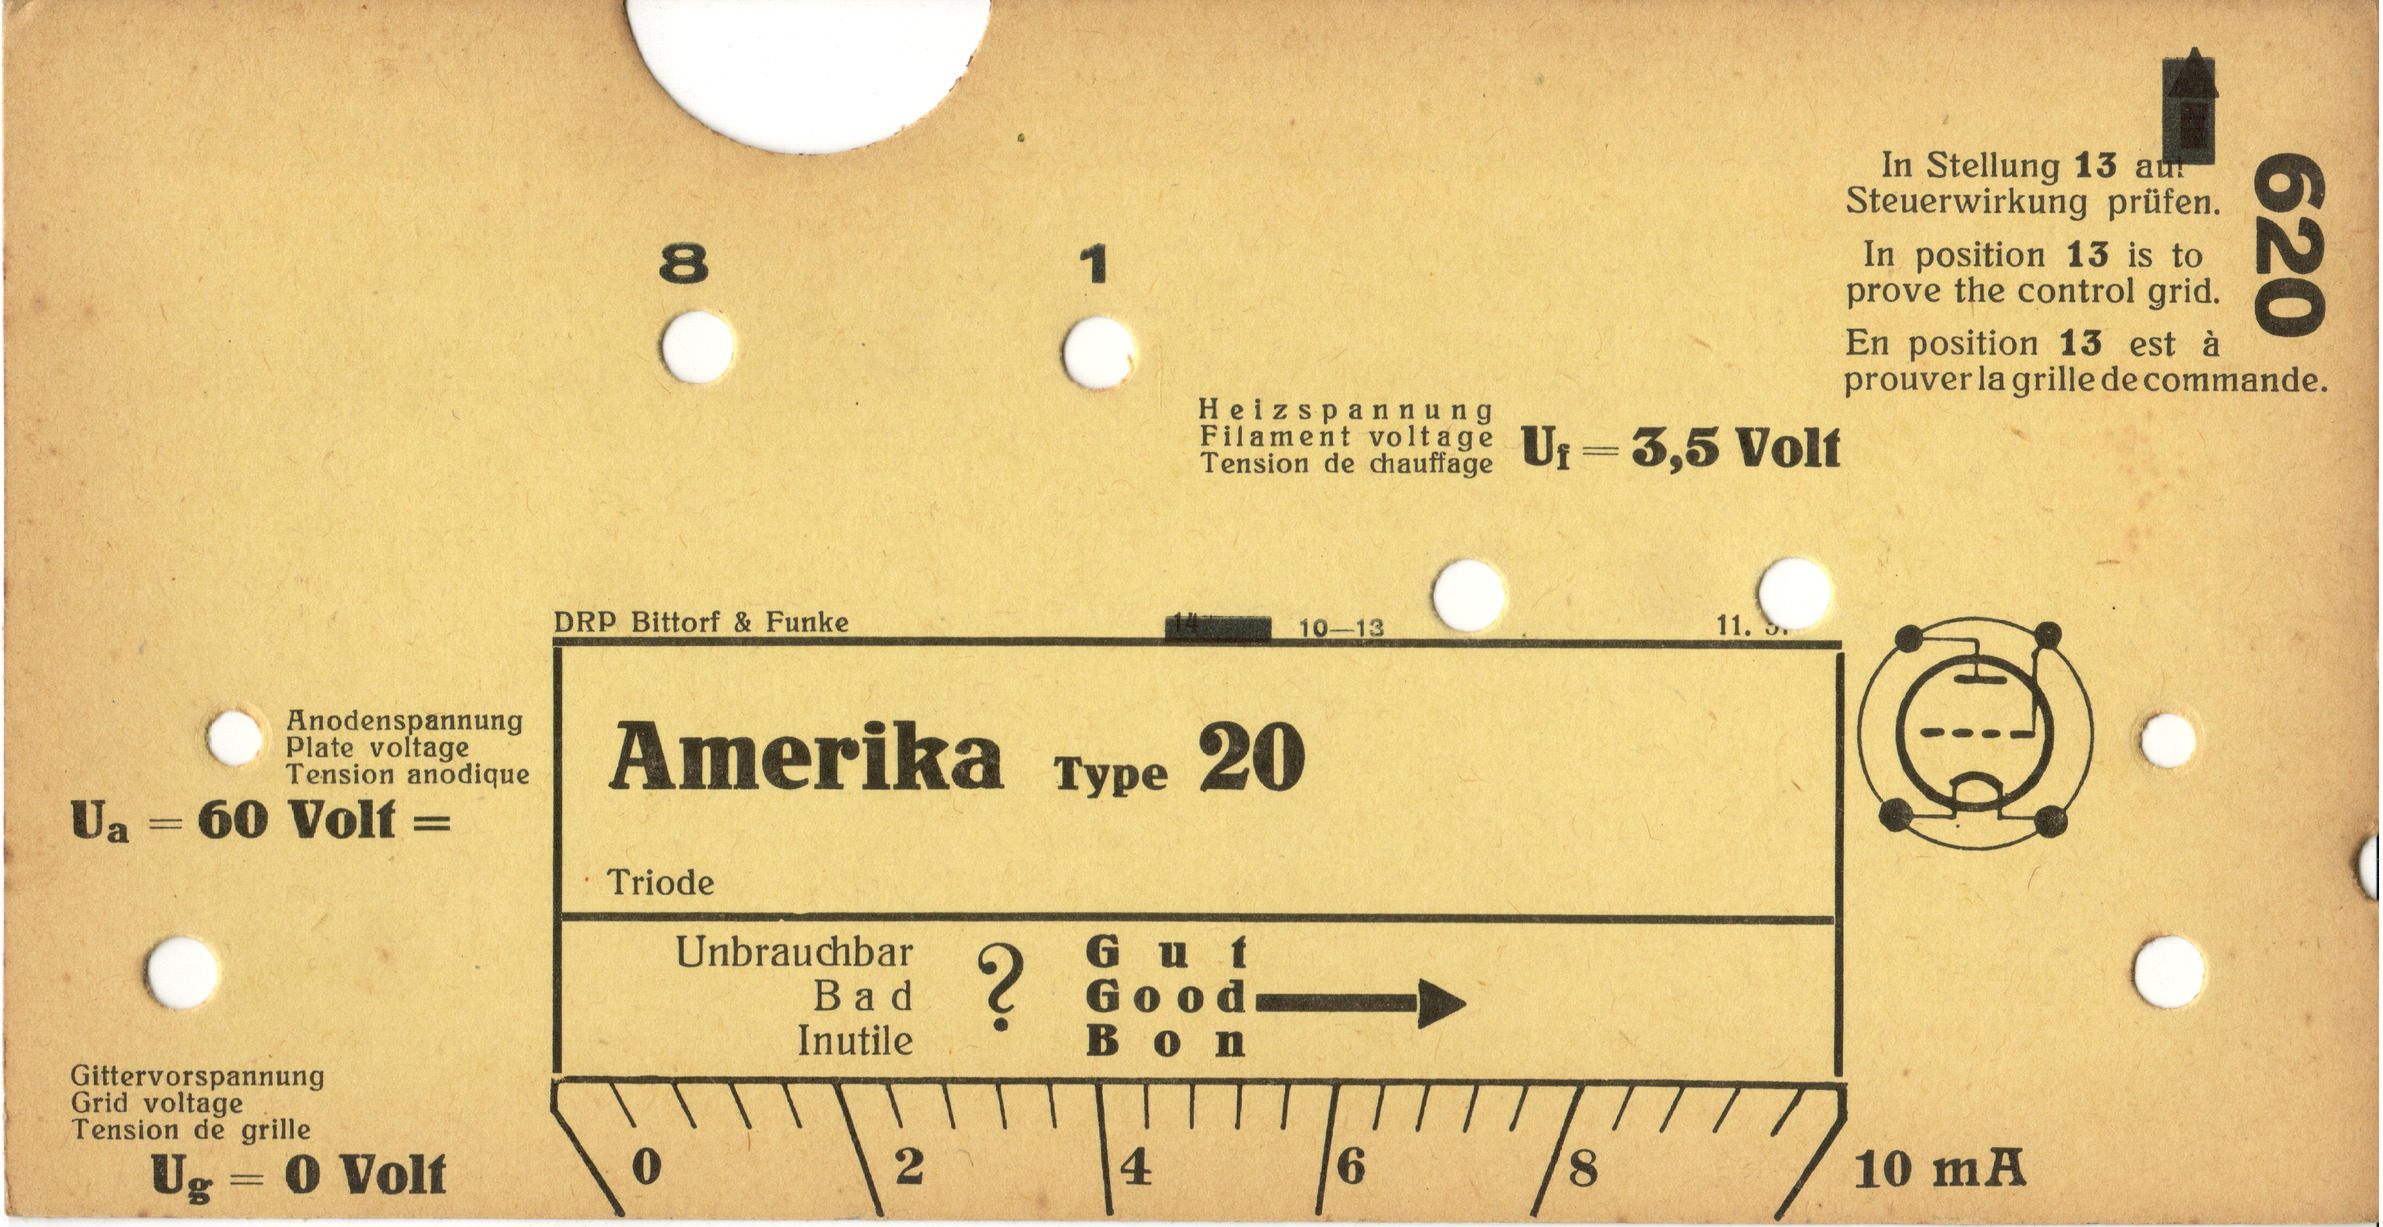 In Stellung 13 auf
Steuerwirkung prüfen.
In position 13 is to
prove the control grid.
En position 13 est à
prouver la grille de commande.
620
8
1
Heizspannung
Filament voltage
Tension de chauffage
Uf = 3,5 Volt
DRP Bittorf & Funke
14
10—13
11.
Anodenspannung
Plate voltage
Tension anodique
Ua = 60 Volt =
Amerika Type 20
Triode
Unbrauchbar
Bad
Inutile
?
Gut
Good
Bon
Gittervorspannung
Grid voltage
Tension de grille
Ug = 0 Volt
0 2 4 6 8 10 mA